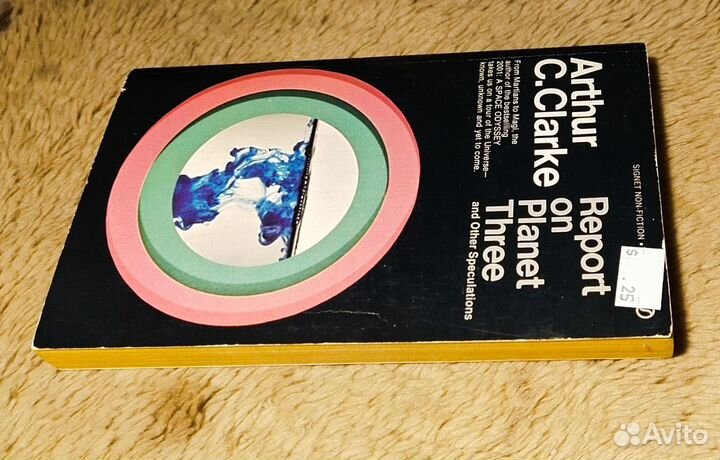 SIGNET NON-FICTION •
$ .25
Arthur
C.Clarke
Report
on
Planet
Three
and Other Speculations
From Martians to Magi, the
author of the bestselling
2001: A SPACE ODYSSEY
takes us on a tour of the Universe—
known, unknown and yet to come.
Avito